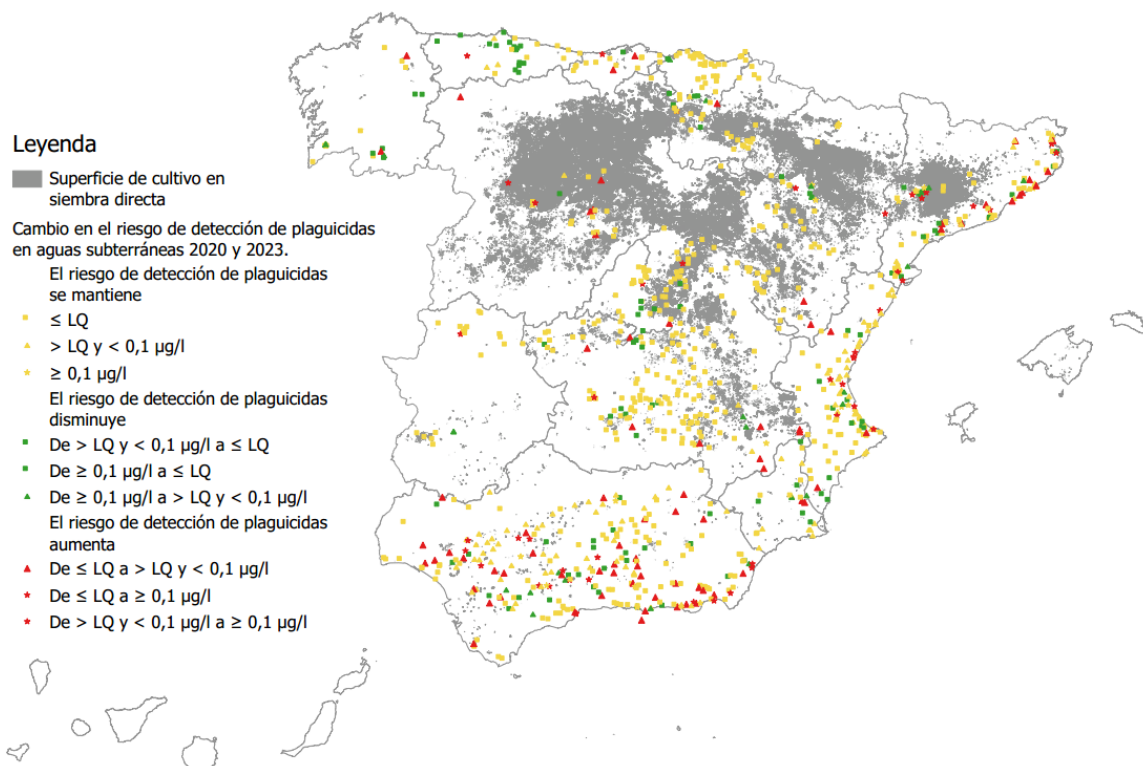 Leyenda
Superficie de cultivo en
siembra directa
Cambio en el riesgo de detección de plaguicidas
en aguas subterráneas 2020 y 2023.
El riesgo de detección de plaguicidas
se mantiene
≤ LQ
> LQ y < 0,1 µg/l
≥ 0,1 µg/l
El riesgo de detección de plaguicidas
disminuye
De > LQ y < 0,1 µg/l a ≤ LQ
De ≥ 0,1 µg/l a ≤ LQ
De ≥ 0,1 µg/l a > LQ y < 0,1 µg/l
El riesgo de detección de plaguicidas
aumenta
De ≤ LQ a > LQ y < 0,1 µg/l
De ≤ LQ a ≥ 0,1 µg/l
De > LQ y < 0,1 µg/l a ≥ 0,1 µg/l